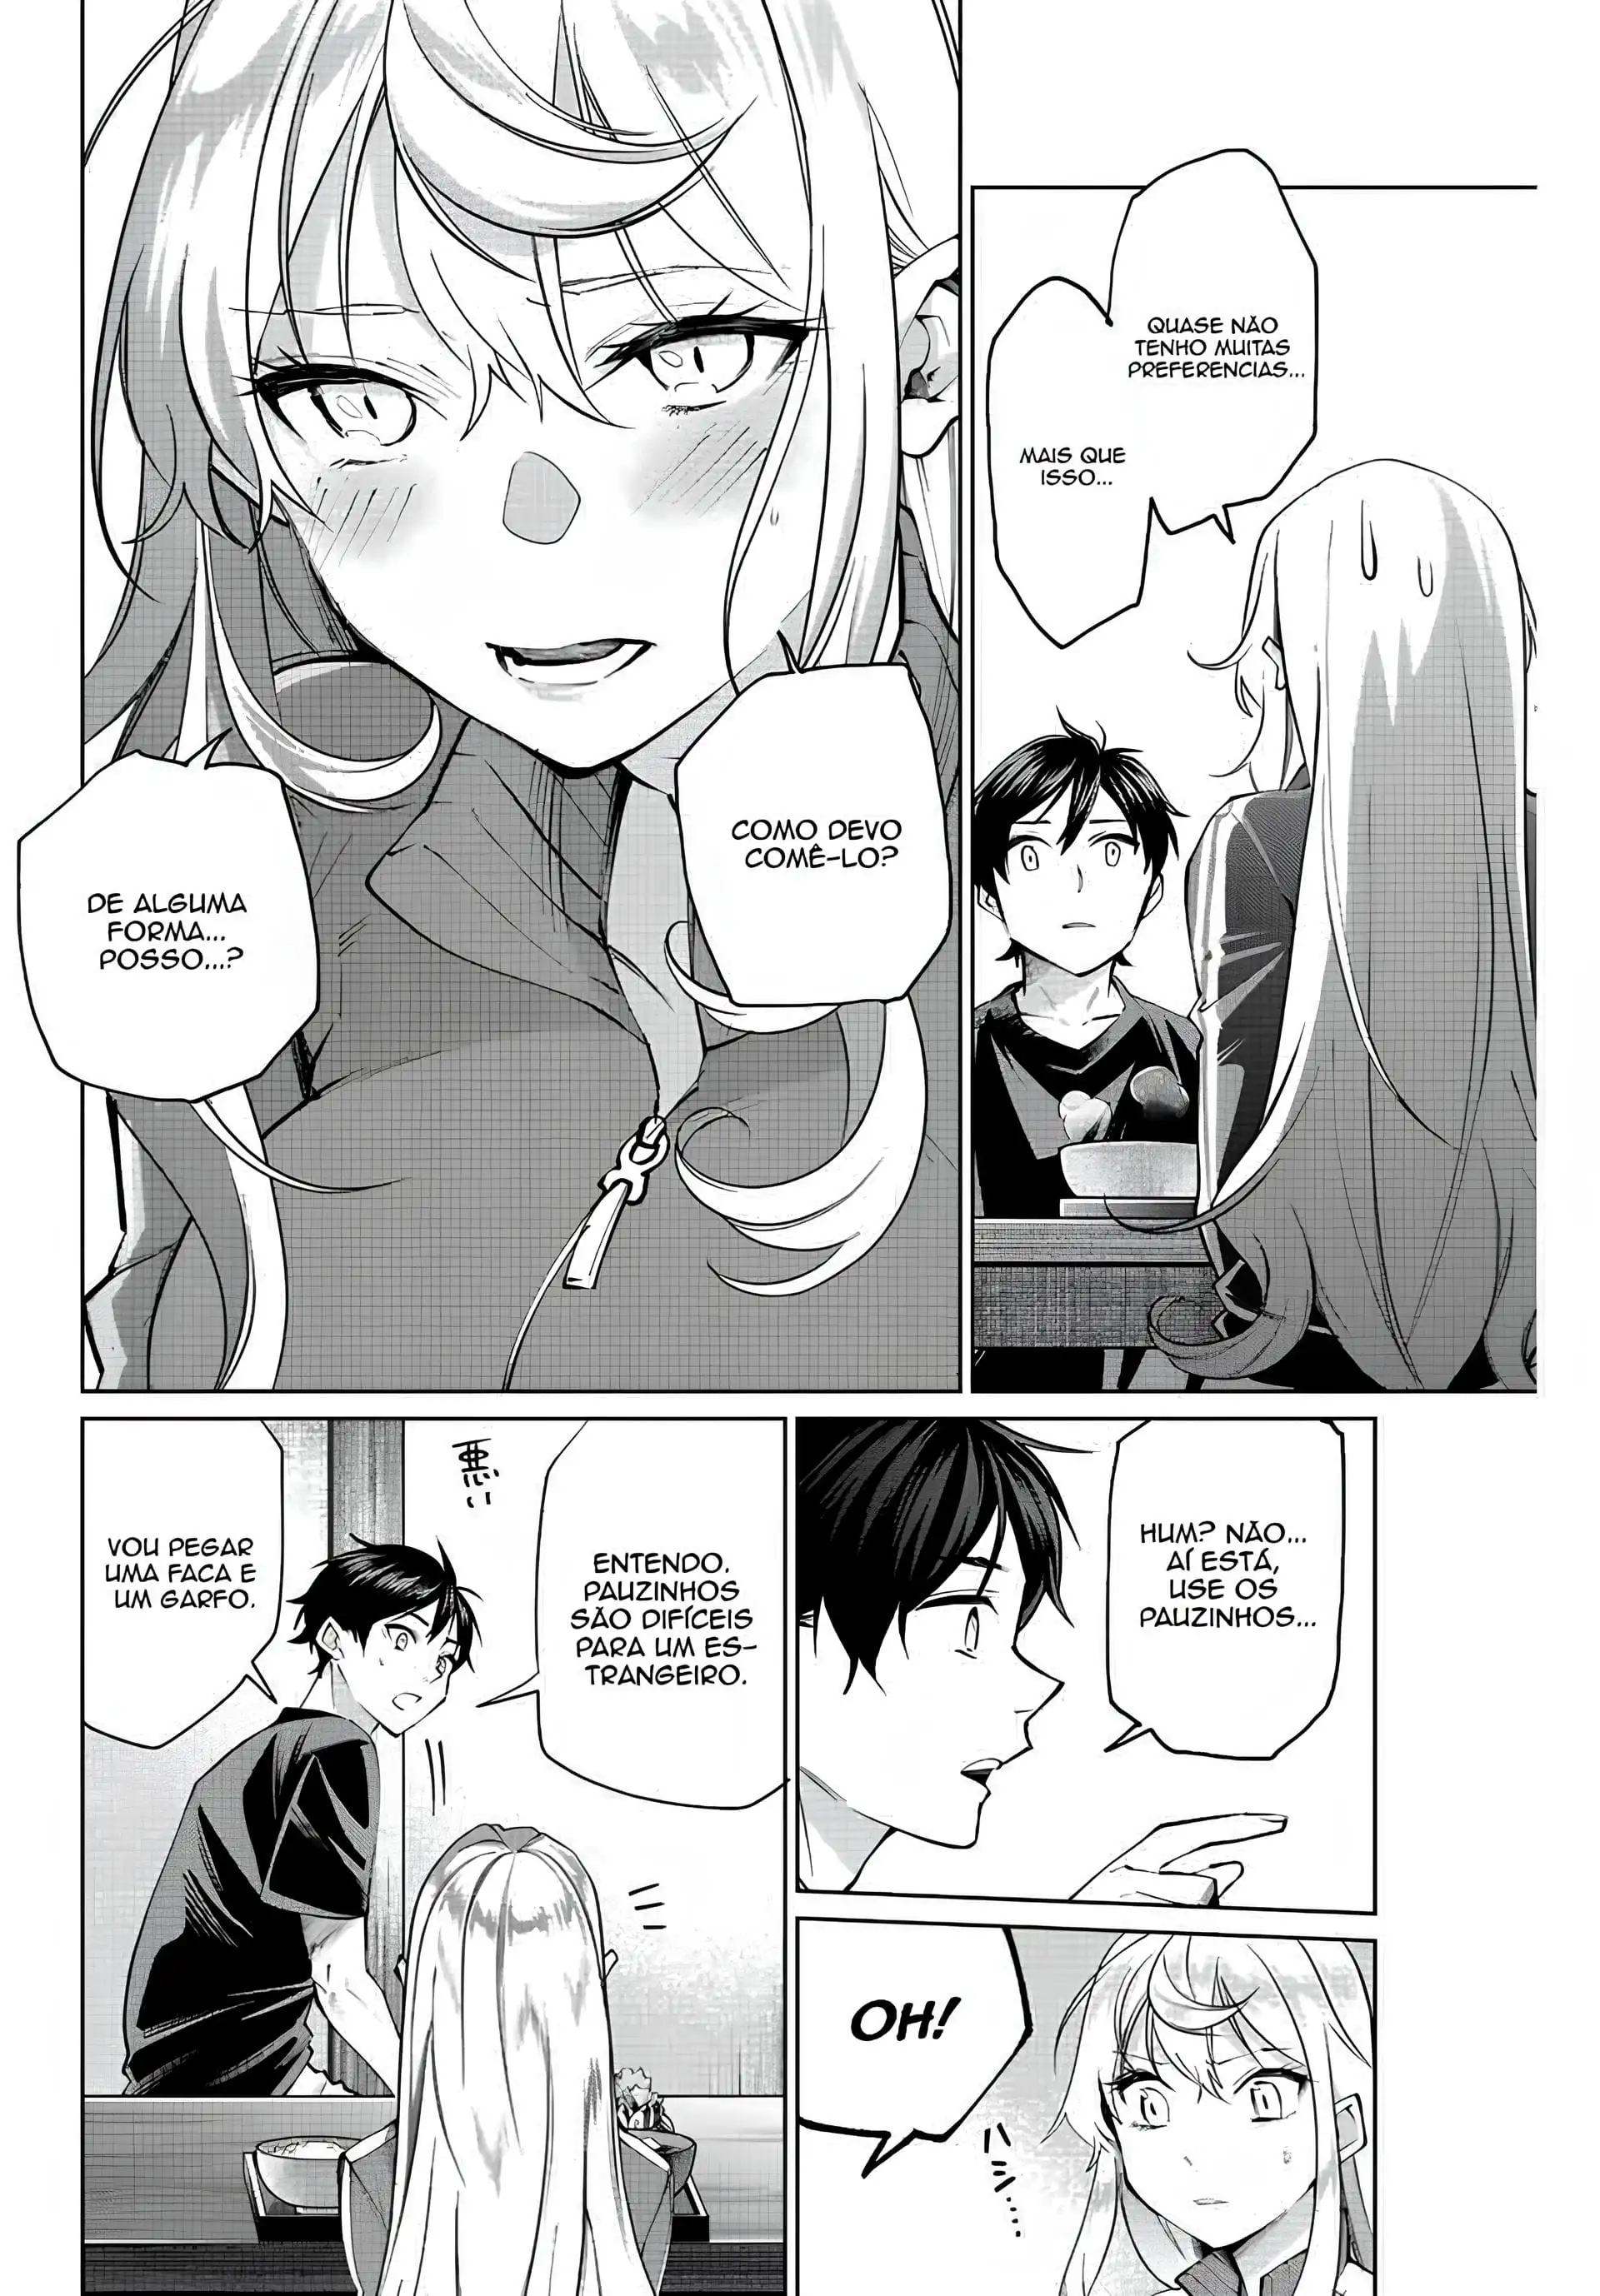 QUASE NÃO
TENHO MUITAS
PREFERENCIAS...
MAIS QUE
ISSO...
COMO DEVO
COMÊ-LO?
DE ALGUMA
FORMA...
POSSO...?
HUM? NÃO...
AÍ ESTÁ,
USE OS
PAUZINHOS...
OH!
ENTENDO.
PAUZINHOS
SÃO DIFÍCEIS
PARA UM ES-
TRANGEIRO.
悪い
VOU PEGAR
UMA FACA E
UM GARFO.